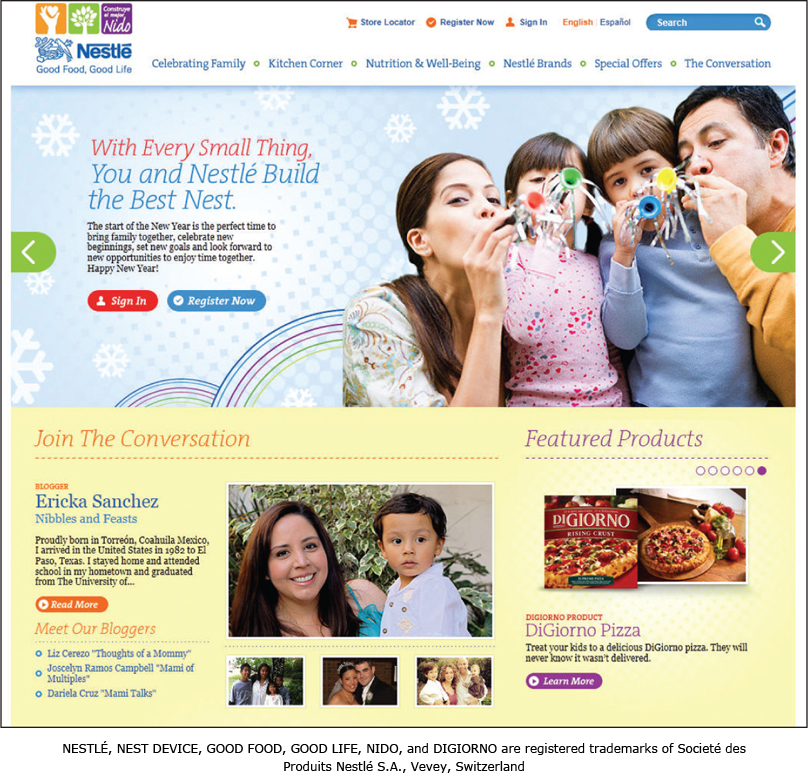 Construye
el mejor
Nido
Nestlé
Good Food, Good Life
Store Locator
Register Now
Sign In
English
Español
Search
Celebrating Family
Kitchen Corner
Nutrition & Well-Being
Nestlé Brands
Special Offers
The Conversation
With Every Small Thing,
You and Nestlé Build
the Best Nest.
The start of the New Year is the perfect time to
bring family together, celebrate new
beginnings, set new goals and look forward to
new opportunities to enjoy time together.
Happy New Year!
Sign In
Register Now
Join The Conversation
BLOGGER
Ericka Sanchez
Nibbles and Feasts
Proudly born in Torreón, Coahuila Mexico,
I arrived in the United States in 1982 to El
Paso, Texas. I stayed home and attended
school in my hometown and graduated
from The University of...
Read More
Meet Our Bloggers
Liz Cerezo "Thoughts of a Mommy"
Joscelyn Ramos Campbell "Mami of
Multiples"
Dariela Cruz "Mami Talks"
Featured Products
DIGIORNO
RISING CRUST
DIGIORNO PRODUCT
DiGiorno Pizza
Treat your kids to a delicious DiGiorno pizza. They will
never know it wasn't delivered.
Learn More
NESTLÉ, NEST DEVICE, GOOD FOOD, GOOD LIFE, NIDO, and DIGIORNO are registered trademarks of Societé des
Produits Nestlé S.A., Vevey, Switzerland